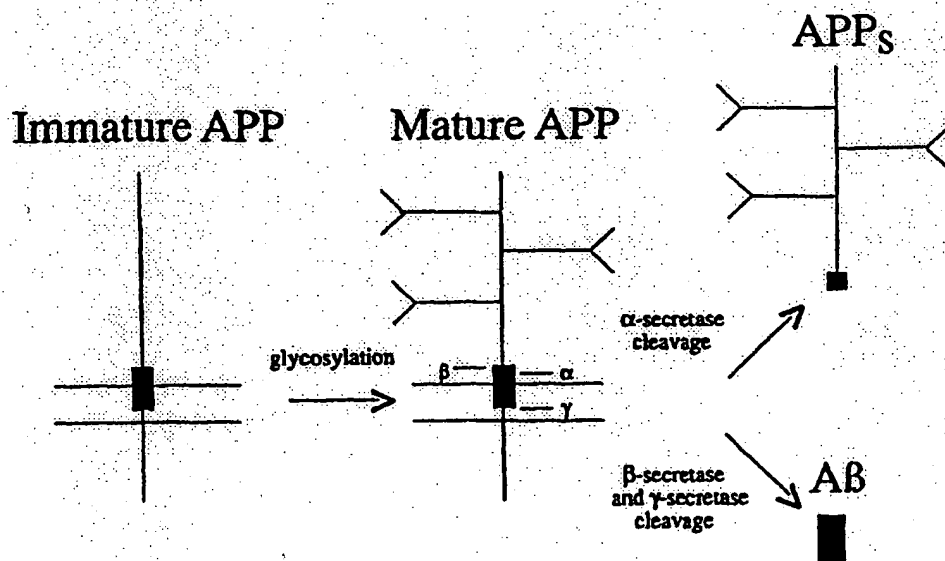 APPs
Immature APP
Mature APP
α-secretase
cleavage
glycosylation
β
α
γ
β-secretase
and γ-secretase
cleavage
Aβ